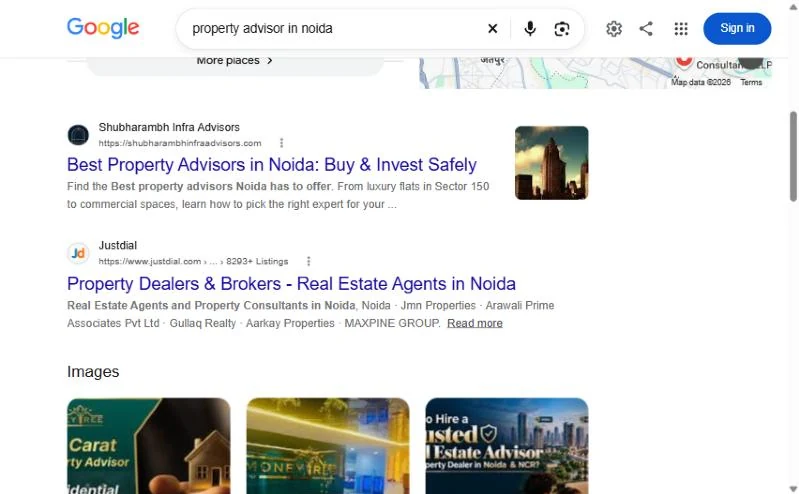 Google
property advisor in noida
Sign in
More places
जतपुर
Map data ©2026 Terms
Shubharambh Infra Advisors
https://shubharambhinfraadvisors.com
Best Property Advisors in Noida: Buy & Invest Safely
Find the Best property advisors Noida has to offer. From luxury flats in Sector 150
to commercial spaces, learn how to pick the right expert for your ...
Jd
Justdial
https://www.justdial.com › ... › 8293+ Listings
Property Dealers & Brokers - Real Estate Agents in Noida
Real Estate Agents and Property Consultants in Noida, Noida · Jmn Properties · Arawali Prime
Associates Pvt Ltd · Gullaq Realty · Aarkay Properties · MAXPINE GROUP. Read more
Images
Carat
rty Advisor
idential
MONEYTREE
o Hire a
usted
l Estate Advisor
perty Dealer in Noida & NCR?